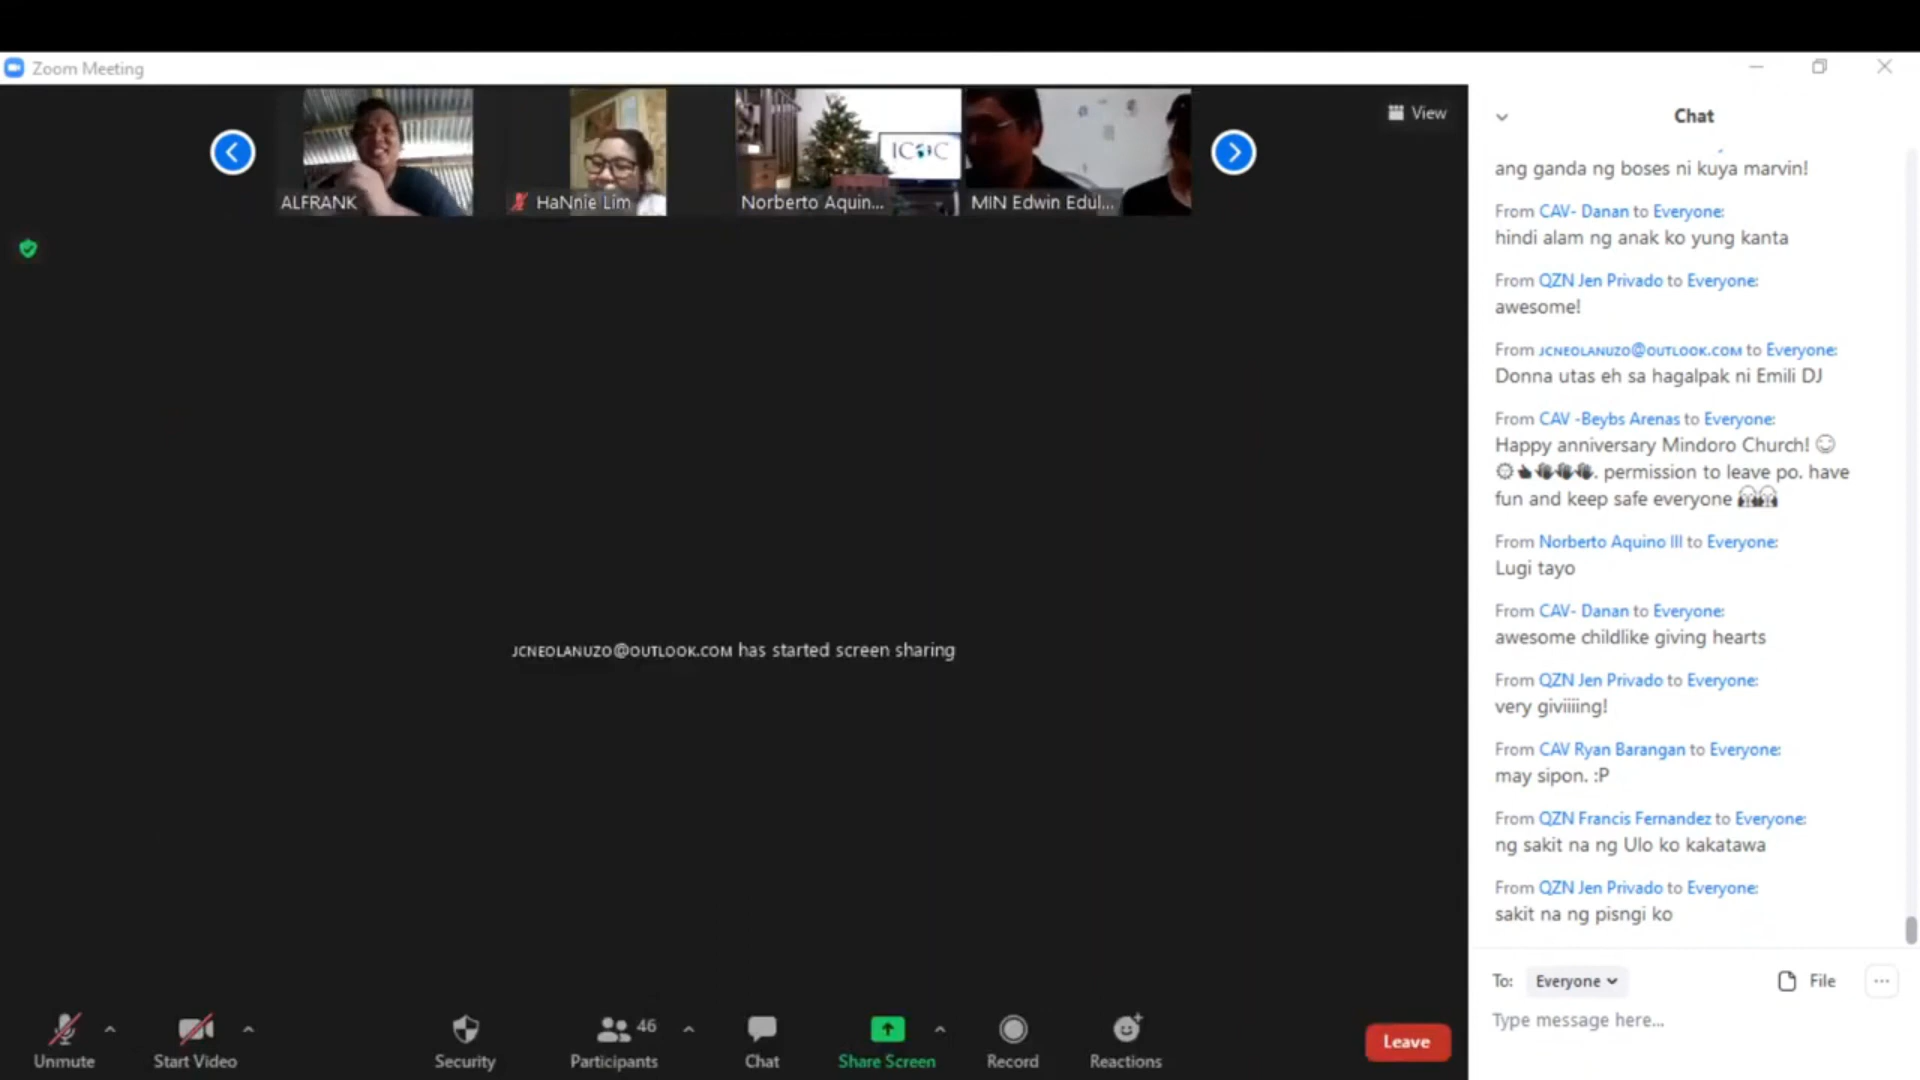 Zoom Meeting
View
ALFRANK
HaNnie Lim
Norberto Aquin...
ICOC
MIN Edwin Edul...
JCNEOLANUZO@OUTLOOK.COM has started screen sharing
Chat
ang ganda ng boses ni kuya marvin!
From CAV- Danan to Everyone:
hindi alam ng anak ko yung kanta
From QZN Jen Privado to Everyone:
awesome!
From JCNEOLANUZO@OUTLOOK.COM to Everyone:
Donna utas eh sa hagalpak ni Emili DJ
From CAV -Beybs Arenas to Everyone:
Happy anniversary Mindoro Church! 
. permission to leave po. have
fun and keep safe everyone
From Norberto Aquino III to Everyone:
Lugi tayo
From CAV- Danan to Everyone:
awesome childlike giving hearts
From QZN Jen Privado to Everyone:
very giviiiing!
From CAV Ryan Barangan to Everyone:
may sipon. :P
From QZN Francis Fernandez to Everyone:
ng sakit na ng Ulo ko kakatawa
From QZN Jen Privado to Everyone:
sakit na ng pisngi ko
To: Everyone File ...
Type message here...
Unmute
Start Video
Security
46
Participants
Chat
Share Screen
Record
Reactions
Leave